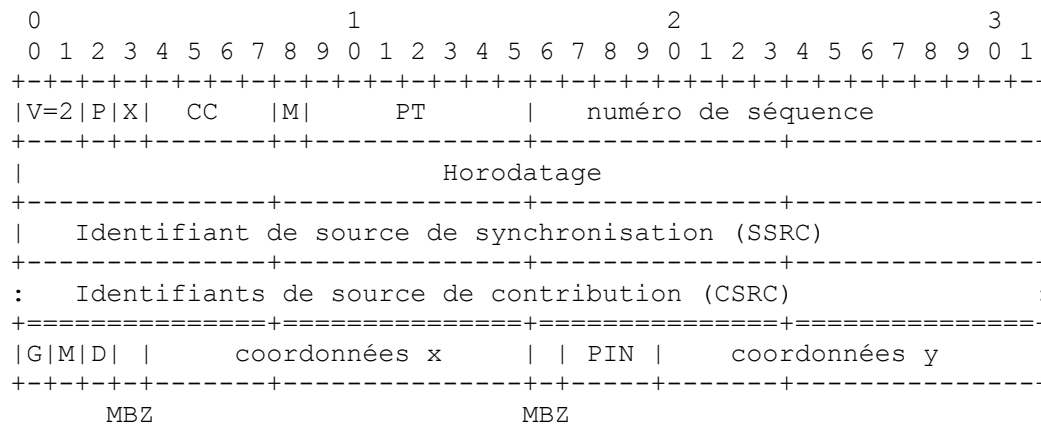 0 1 2 3
0 1 2 3 4 5 6 7 8 9 0 1 2 3 4 5 6 7 8 9 0 1 2 3 4 5 6 7 8 9 0 1
+-+-+-+-+-+-+-+-+-+-+-+-+-+-+-+-+-+-+-+-+-+-+-+-+-+-+-+-+-+-+-+-
|V=2|P|X| CC |M| PT | numéro de séquence
+---+-+-+-------+-+-------------+---------------+---------------
| Horodatage
+---------------+---------------+---------------+---------------
| Identifiant de source de synchronisation (SSRC)
+---------------+---------------+---------------+---------------
: Identifiants de source de contribution (CSRC) :
+===============+===============+===============+===============
|G|M|D| | coordonnées x | | PIN | coordonnées y
+-+-+-+-+-------+---------------+-+-----+-------+---------------
MBZ MBZ